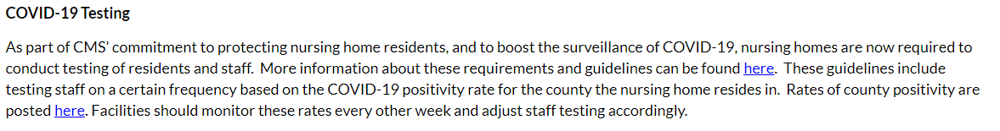 COVID-19 Testing
As part of CMS' commitment to protecting nursing home residents, and to boost the surveillance of COVID-19, nursing homes are now required to
conduct testing of residents and staff.  More information about these requirements and guidelines can be found here.  These guidelines include
testing staff on a certain frequency based on the COVID-19 positivity rate for the county the nursing home resides in.  Rates of county positivity are
posted here. Facilities should monitor these rates every other week and adjust staff testing accordingly.